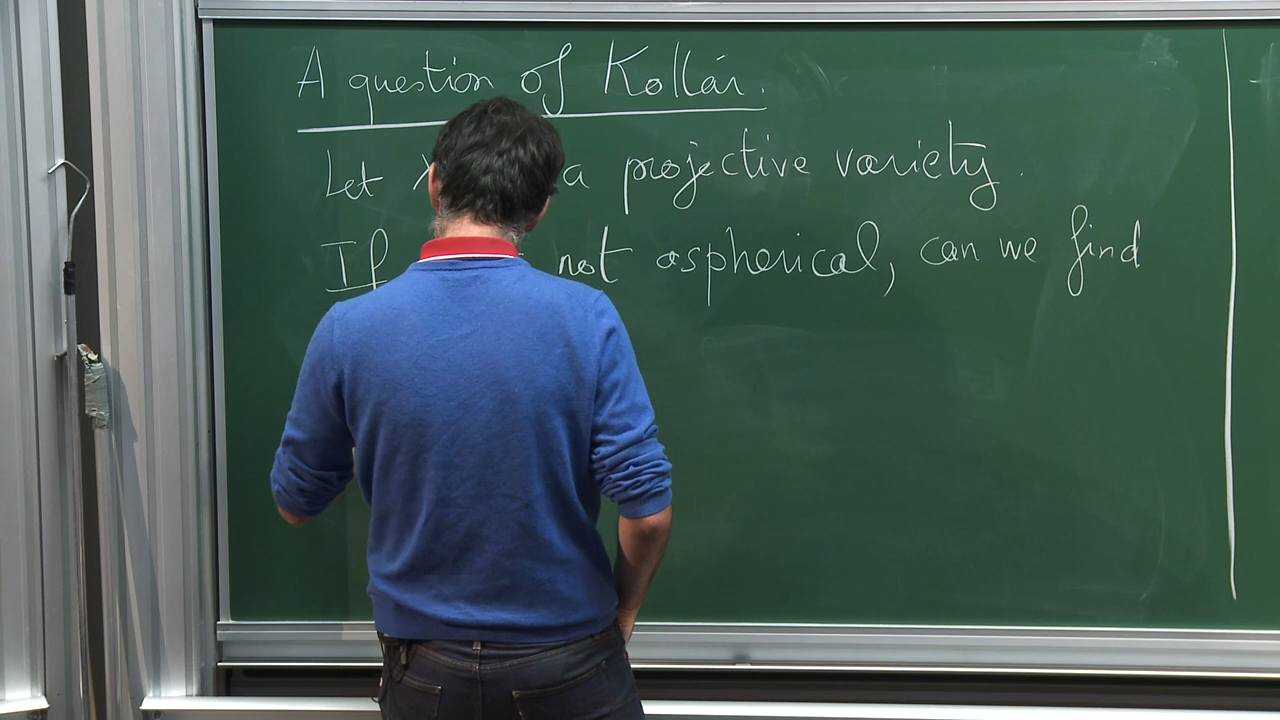 A question of Kollár.
Let a projective variety.
If not aspherical, can we find